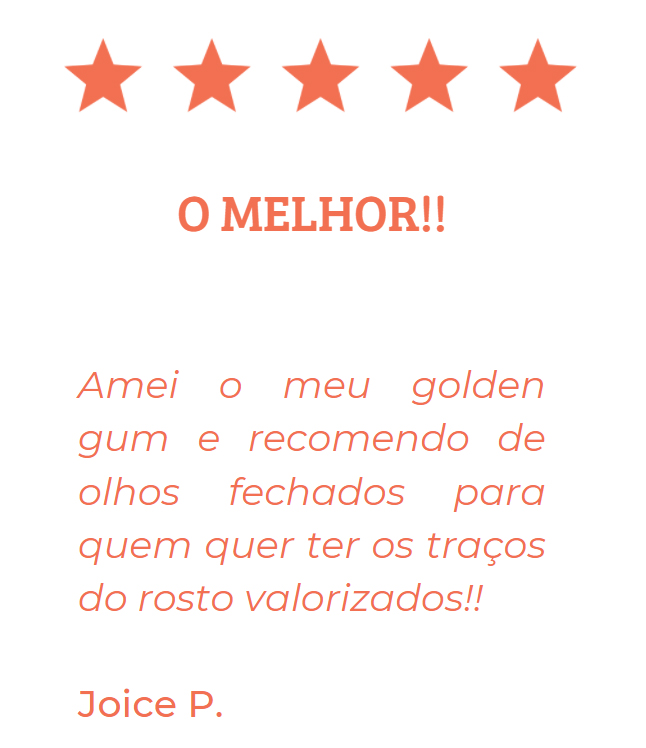 O MELHOR!!
Amei o meu golden
gum e recomendo de
olhos fechados para
quem quer ter os traços
do rosto valorizados!!
Joice P.